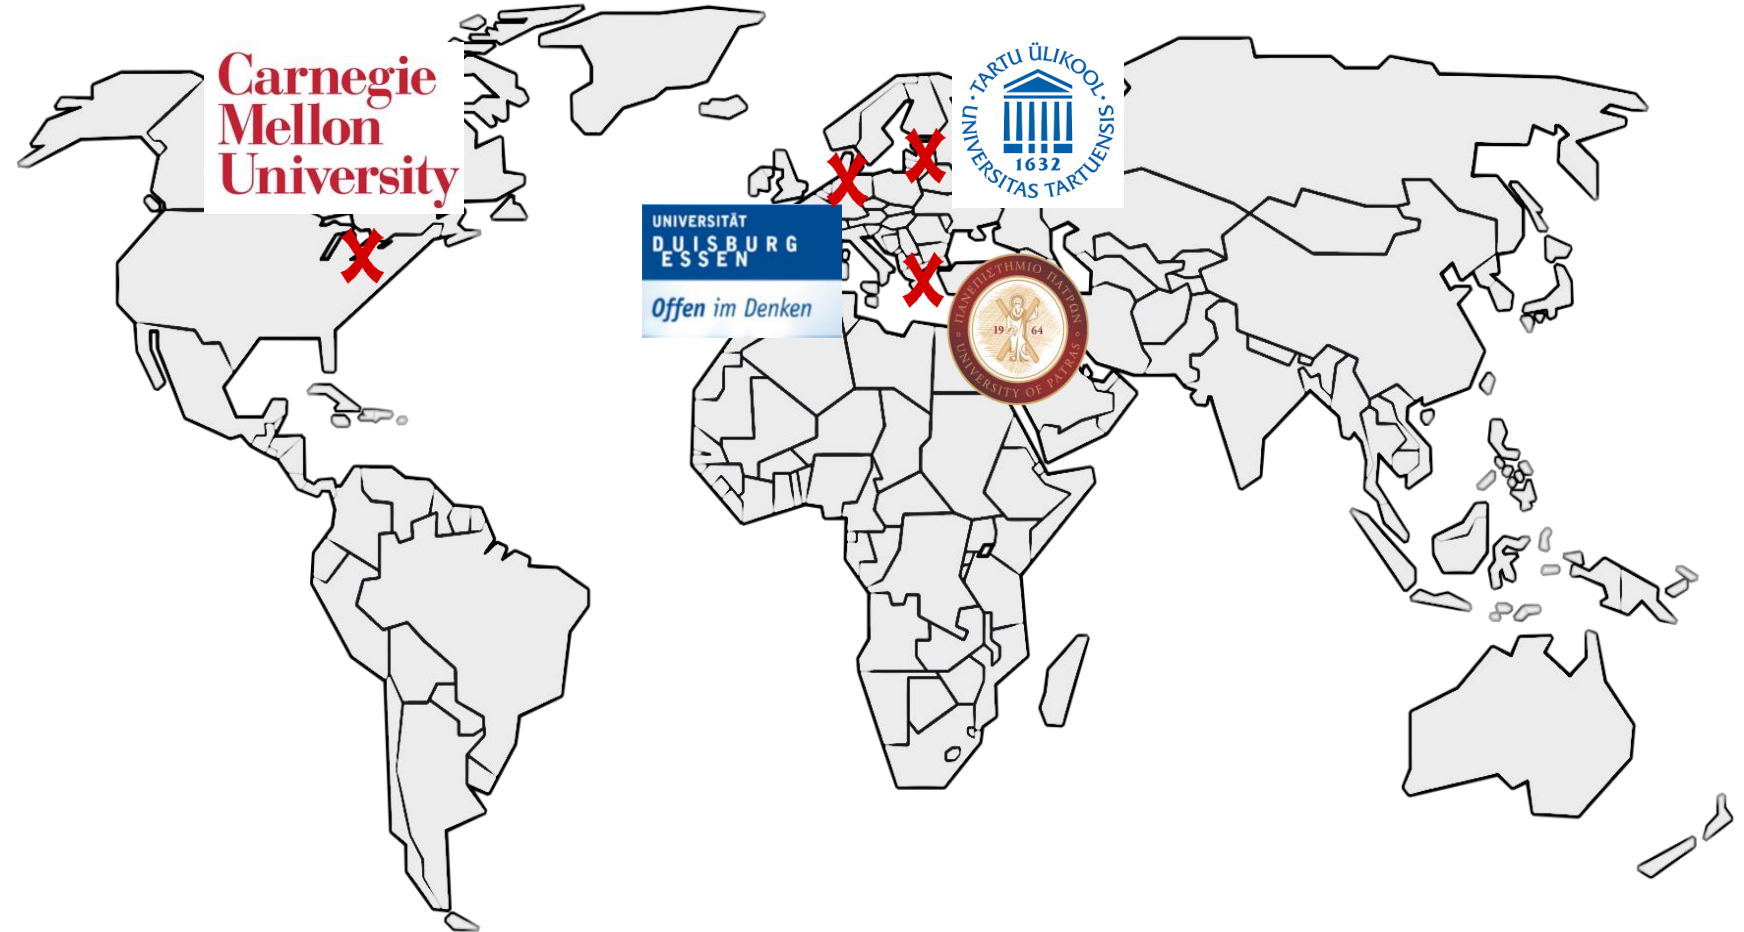 Carnegie
Mellon
University
UNIVERSITÄT
DUISBURG
ESSEN
Offen im Denken
· TARTU ÜLIKOOL ·
UNIVERSITAS TARTUENSIS
1632
ΠΑΝΕΠΙΣΤΗΜΙΟ ΠΑΤΡΩΝ
19 64
UNIVERSITY OF PATRAS